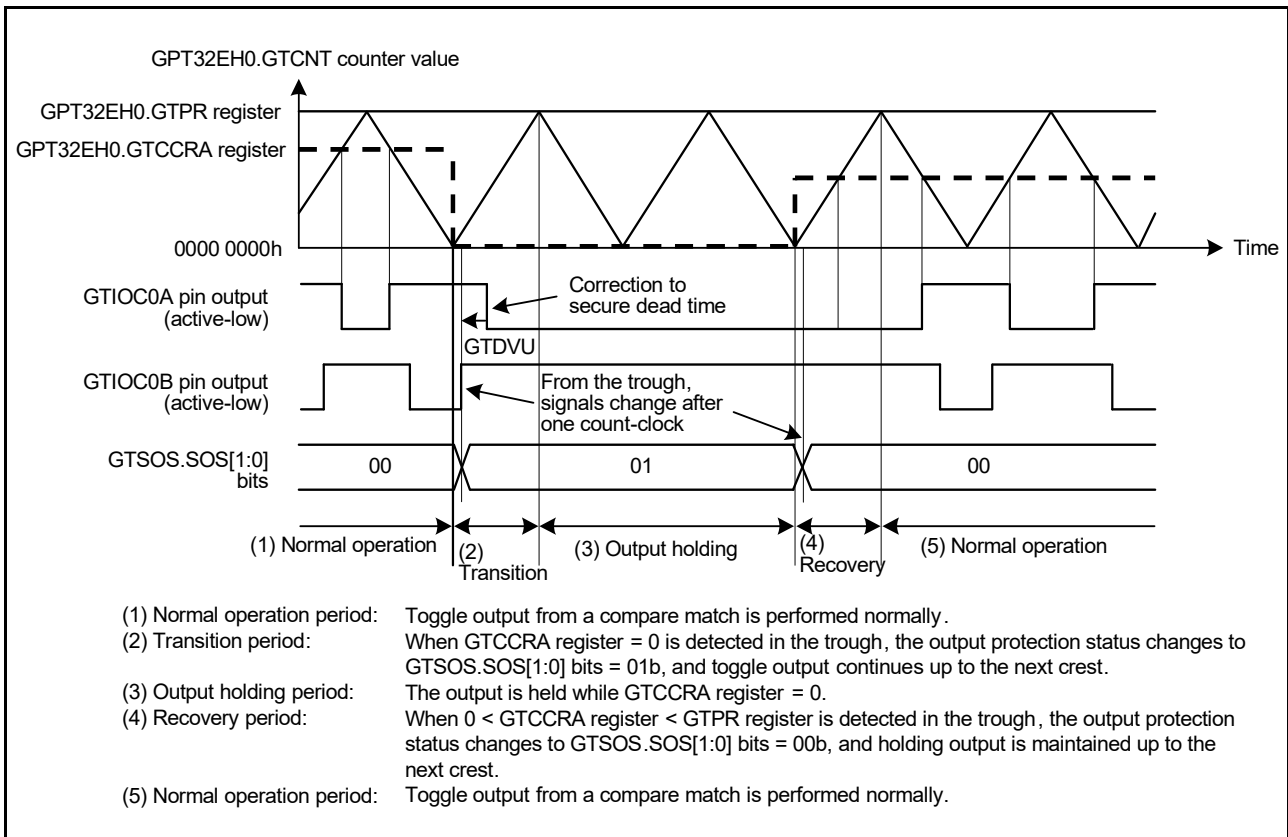 GPT32EH0.GTCNT counter value
GPT32EH0.GTPR register
GPT32EH0.GTCCRA register
0000 0000h
Time
GTIOC0A pin output
(active-low)
Correction to
secure dead time
GTDVU
GTIOC0B pin output
(active-low)
From the trough,
signals change after
one count-clock
GTSOS.SOS[1:0]
bits
00
01
00
(1) Normal operation
(2)
Transition
(3) Output holding
(4)
Recovery
(5) Normal operation
(1) Normal operation period: Toggle output from a compare match is performed normally.
(2) Transition period: When GTCCRA register = 0 is detected in the trough, the output protection status changes to
GTSOS.SOS[1:0] bits = 01b, and toggle output continues up to the next crest.
(3) Output holding period: The output is held while GTCCRA register = 0.
(4) Recovery period: When 0 < GTCCRA register < GTPR register is detected in the trough, the output protection
status changes to GTSOS.SOS[1:0] bits = 00b, and holding output is maintained up to the
next crest.
(5) Normal operation period: Toggle output from a compare match is performed normally.